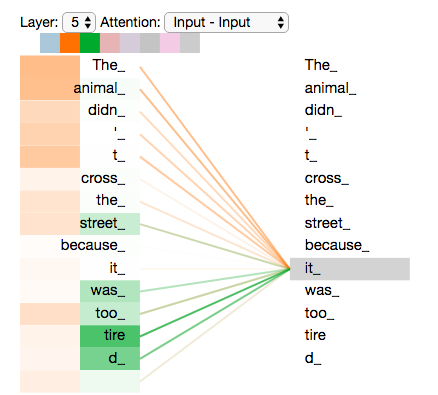 Layer: 5 Attention: Input - Input
The_ The_
animal_ animal_
didn_ didn_
'_ '_
t_ t_
cross_ cross_
the_ the_
street_ street_
because_ because_
it_ it_
was_ was_
too_ too_
tire tire
d_ d_